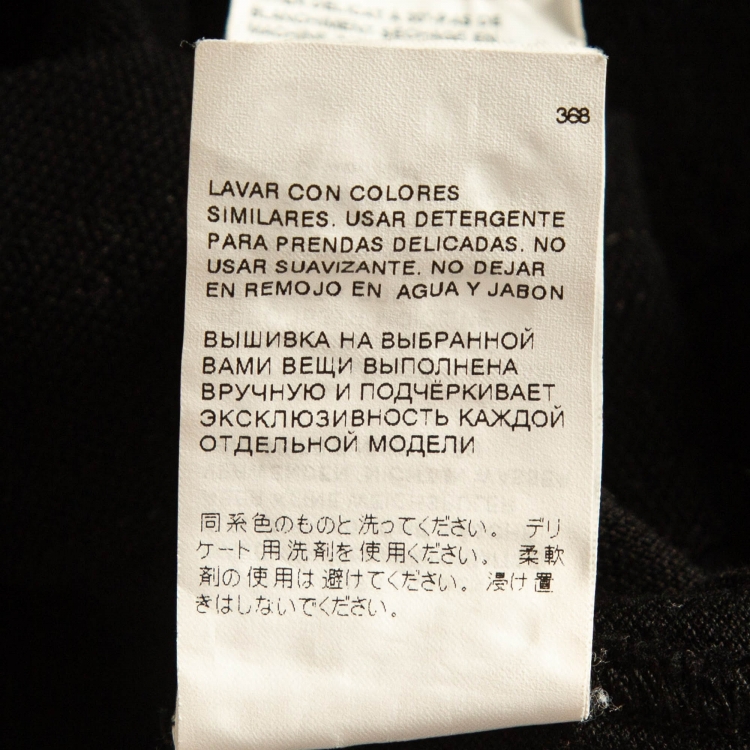 368
LAVAR CON COLORES
SIMILARES. USAR DETERGENTE
PARA PRENDAS DELICADAS. NO
USAR SUAVIZANTE. NO DEJAR
EN REMOJO EN AGUA Y JABON
ВЫШИВКА НА ВЫБРАННОЙ
ВАМИ ВЕЩИ ВЫПОЛНЕНА
ВРУЧНУЮ И ПОДЧЁРКИВАЕТ
ЭКСКЛЮЗИВНОСТЬ КАЖДОЙ
ОТДЕЛЬНОЙ МОДЕЛИ
同系色のものと洗ってください。 デリ
ケート用洗剤を使用ください。 柔軟
剤の使用は避けてください。 浸け置
きはしないでください。